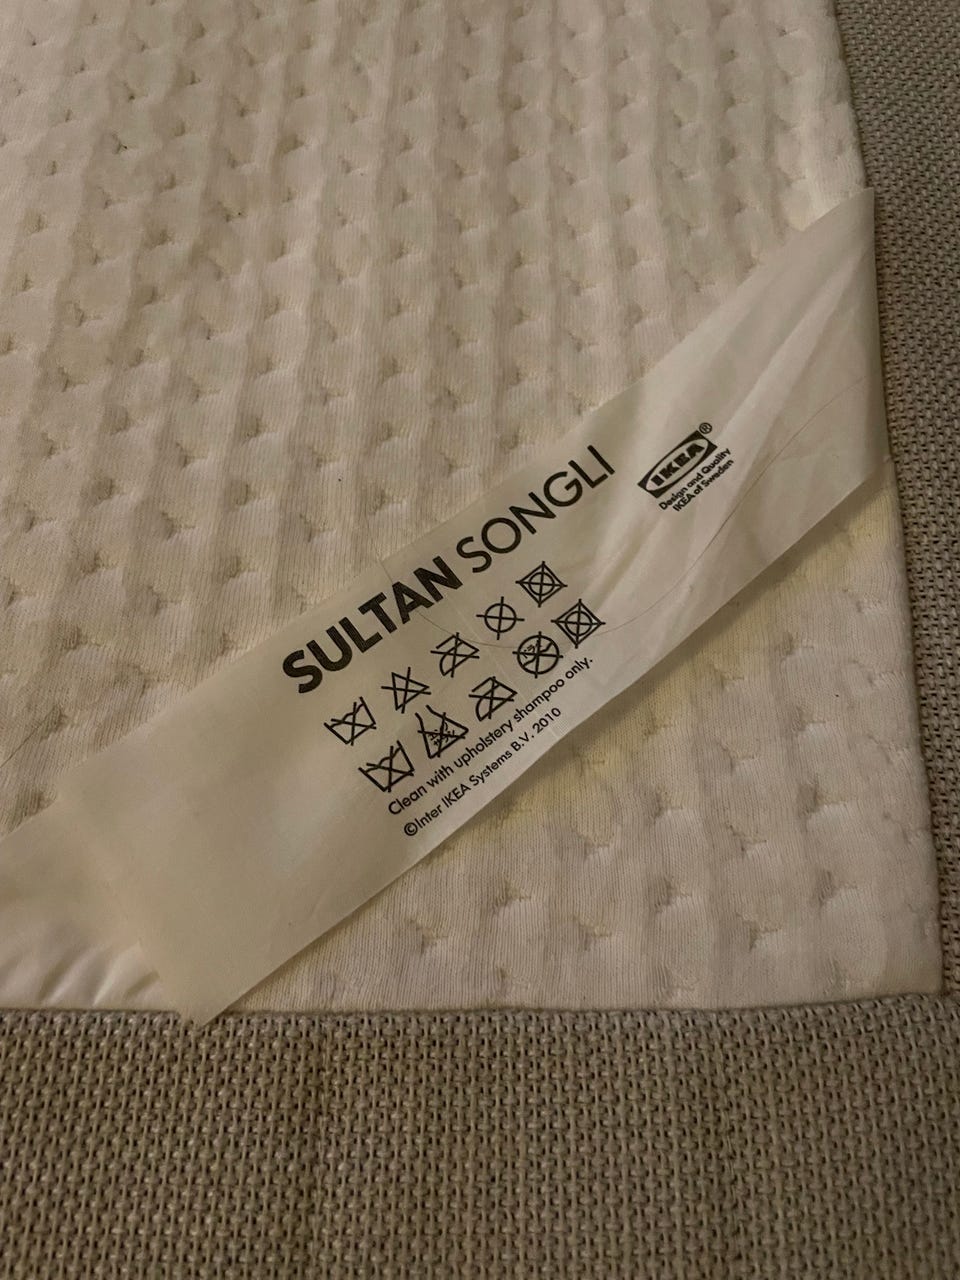 SULTAN SONGLI
IKEA®
Design and Quality
IKEA of Sweden
Clean with upholstery shampoo only.
©Inter IKEA Systems B.V. 2010